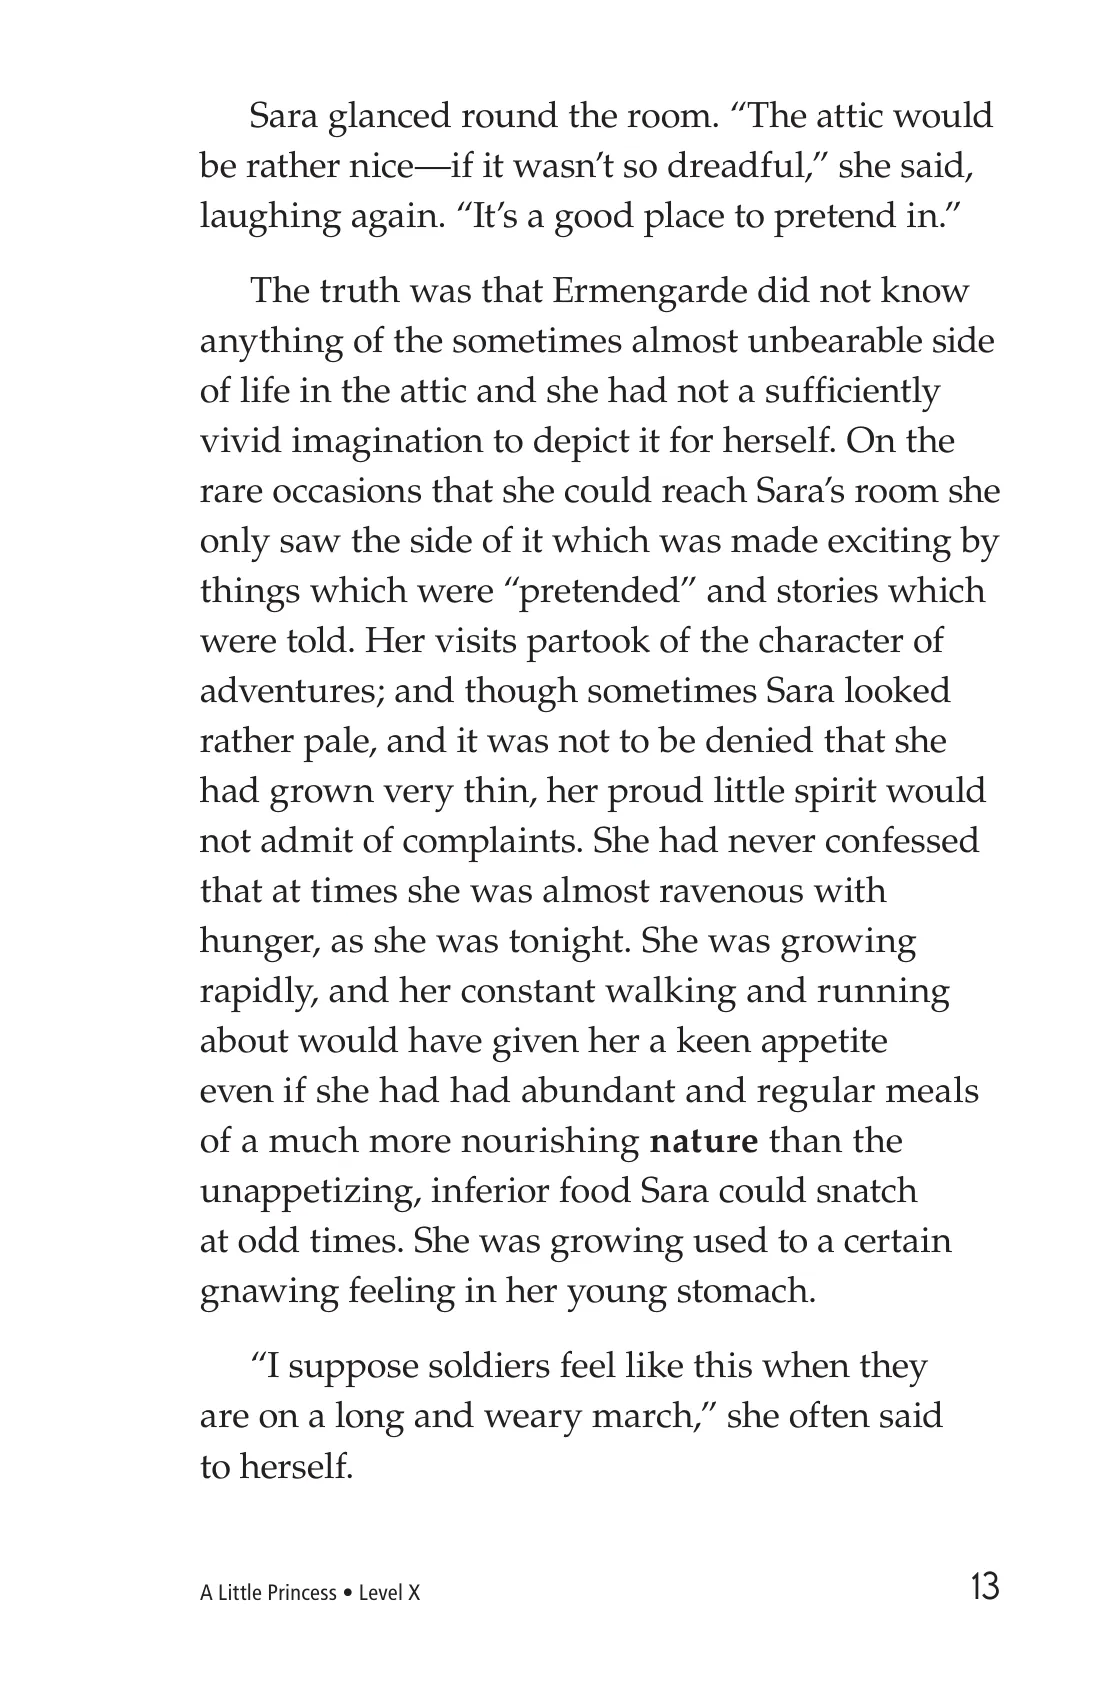 Sara glanced round the room. “The attic would
be rather nice—if it wasn’t so dreadful,” she said,
laughing again. “It’s a good place to pretend in.”
The truth was that Ermengarde did not know
anything of the sometimes almost unbearable side
of life in the attic and she had not a sufficiently
vivid imagination to depict it for herself. On the
rare occasions that she could reach Sara’s room she
only saw the side of it which was made exciting by
things which were “pretended” and stories which
were told. Her visits partook of the character of
adventures; and though sometimes Sara looked
rather pale, and it was not to be denied that she
had grown very thin, her proud little spirit would
not admit of complaints. She had never confessed
that at times she was almost ravenous with
hunger, as she was tonight. She was growing
rapidly, and her constant walking and running
about would have given her a keen appetite
even if she had had abundant and regular meals
of a much more nourishing nature than the
unappetizing, inferior food Sara could snatch
at odd times. She was growing used to a certain
gnawing feeling in her young stomach.
“I suppose soldiers feel like this when they
are on a long and weary march,” she often said
to herself.
A Little Princess • Level X 13